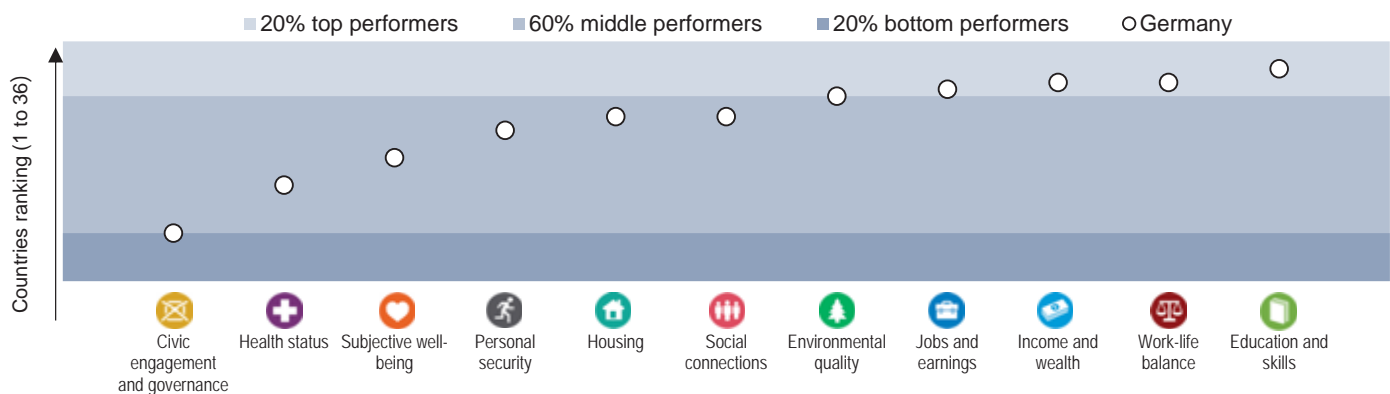 20% top performers 60% middle performers 20% bottom performers Germany
Countries ranking (1 to 36)
Civic
engagement
and governance
Health status
Subjective well-
being
Personal
security
Housing
Social
connections
Environmental
quality
Jobs and
earnings
Income and
wealth
Work-life
balance
Education and
skills